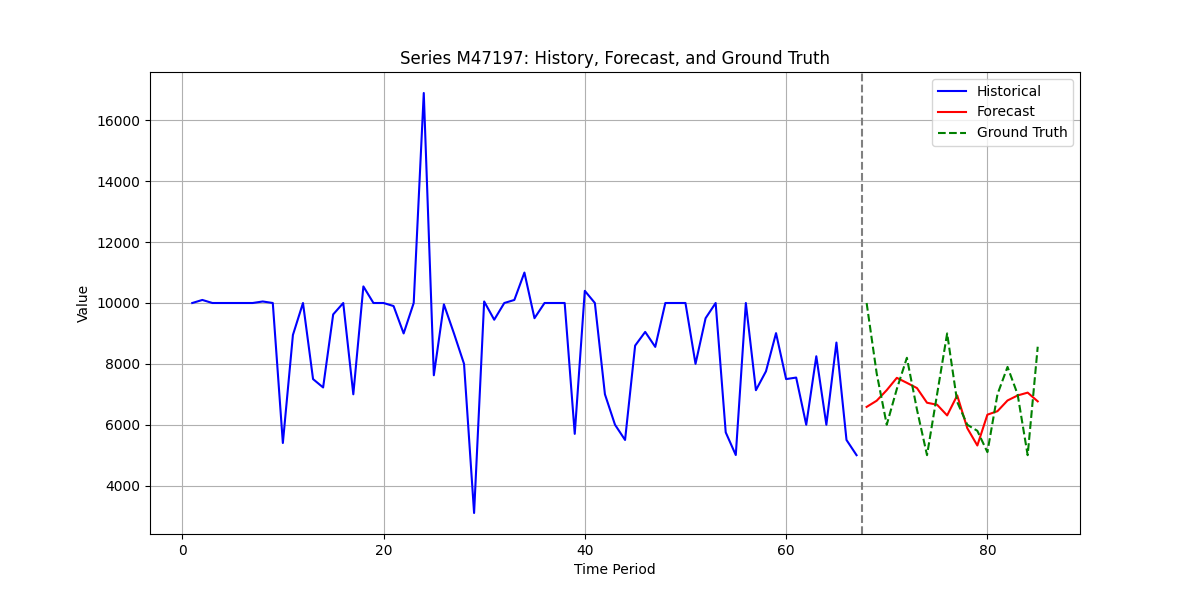 Series M47197: History, Forecast, and Ground Truth
Historical
Forecast
Ground Truth
Value
16000
14000
12000
10000
8000
6000
4000
0
20
40
60
80
Time Period